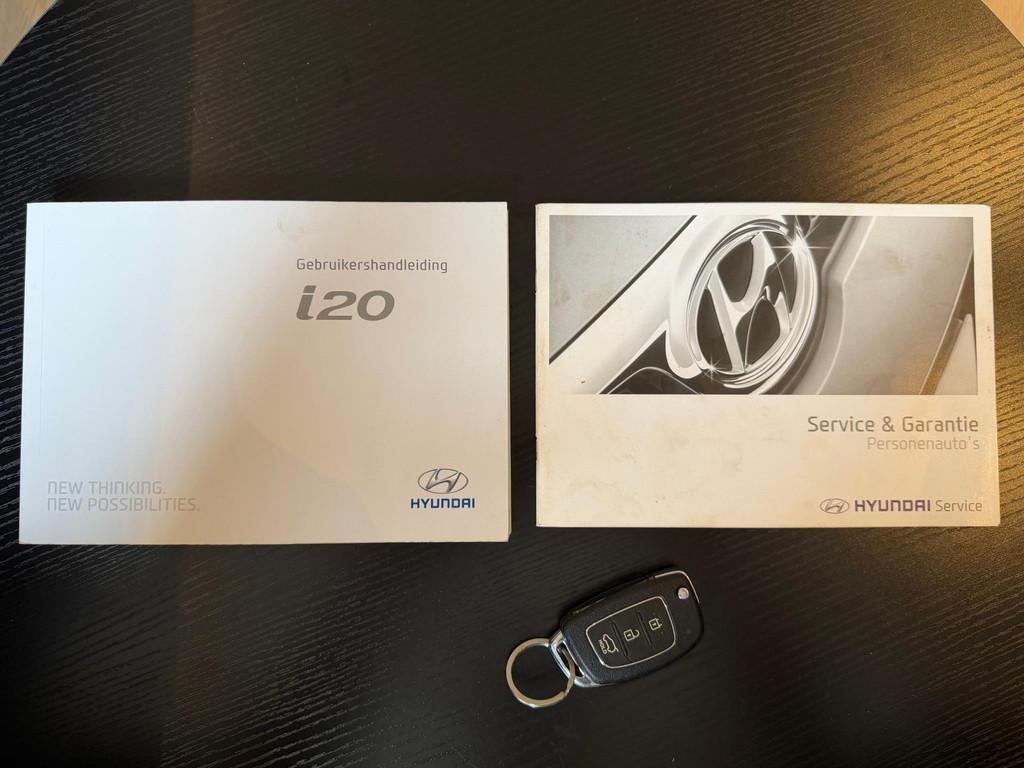 Gebruikershandleiding
i20
NEW THINKING.
NEW POSSIBILITIES.
HYUNDAI
Service & Garantie
Personenauto's
HYUNDAI Service